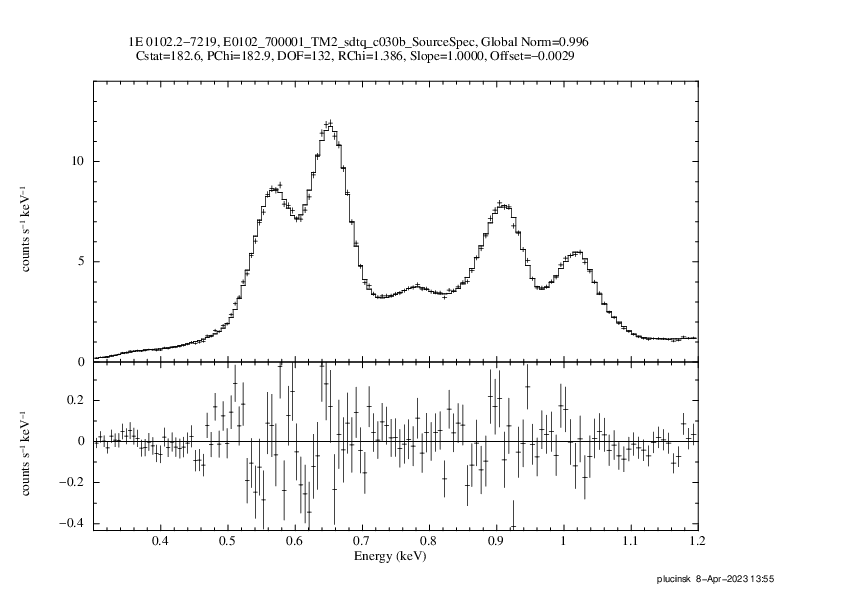 1E 0102.2−7219, E0102_700001_TM2_sdtq_c030b_SourceSpec, Global Norm=0.996
Cstat=182.6, PChi=182.9, DOF=132, RChi=1.386, Slope=1.0000, Offset=−0.0029
10
5
0
counts s⁻¹ keV⁻¹
0.2
0
−0.2
−0.4
counts s⁻¹ keV⁻¹
0.4 0.5 0.6 0.7 0.8 0.9 1 1.1 1.2
Energy (keV)
plucinsk 8−Apr−2023 13:55